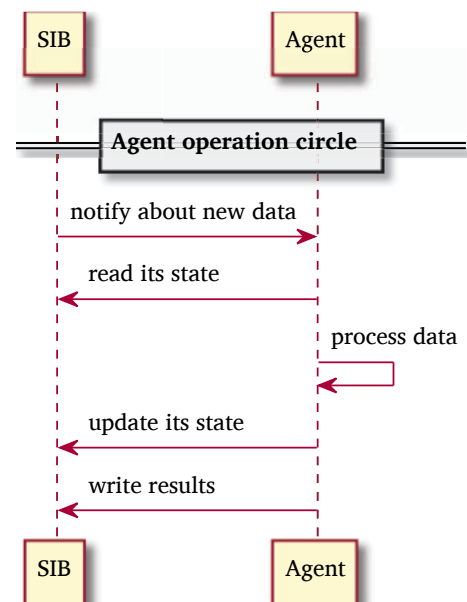 SIB
Agent
Agent operation circle
notify about new data
read its state
process data
update its state
write results
SIB
Agent